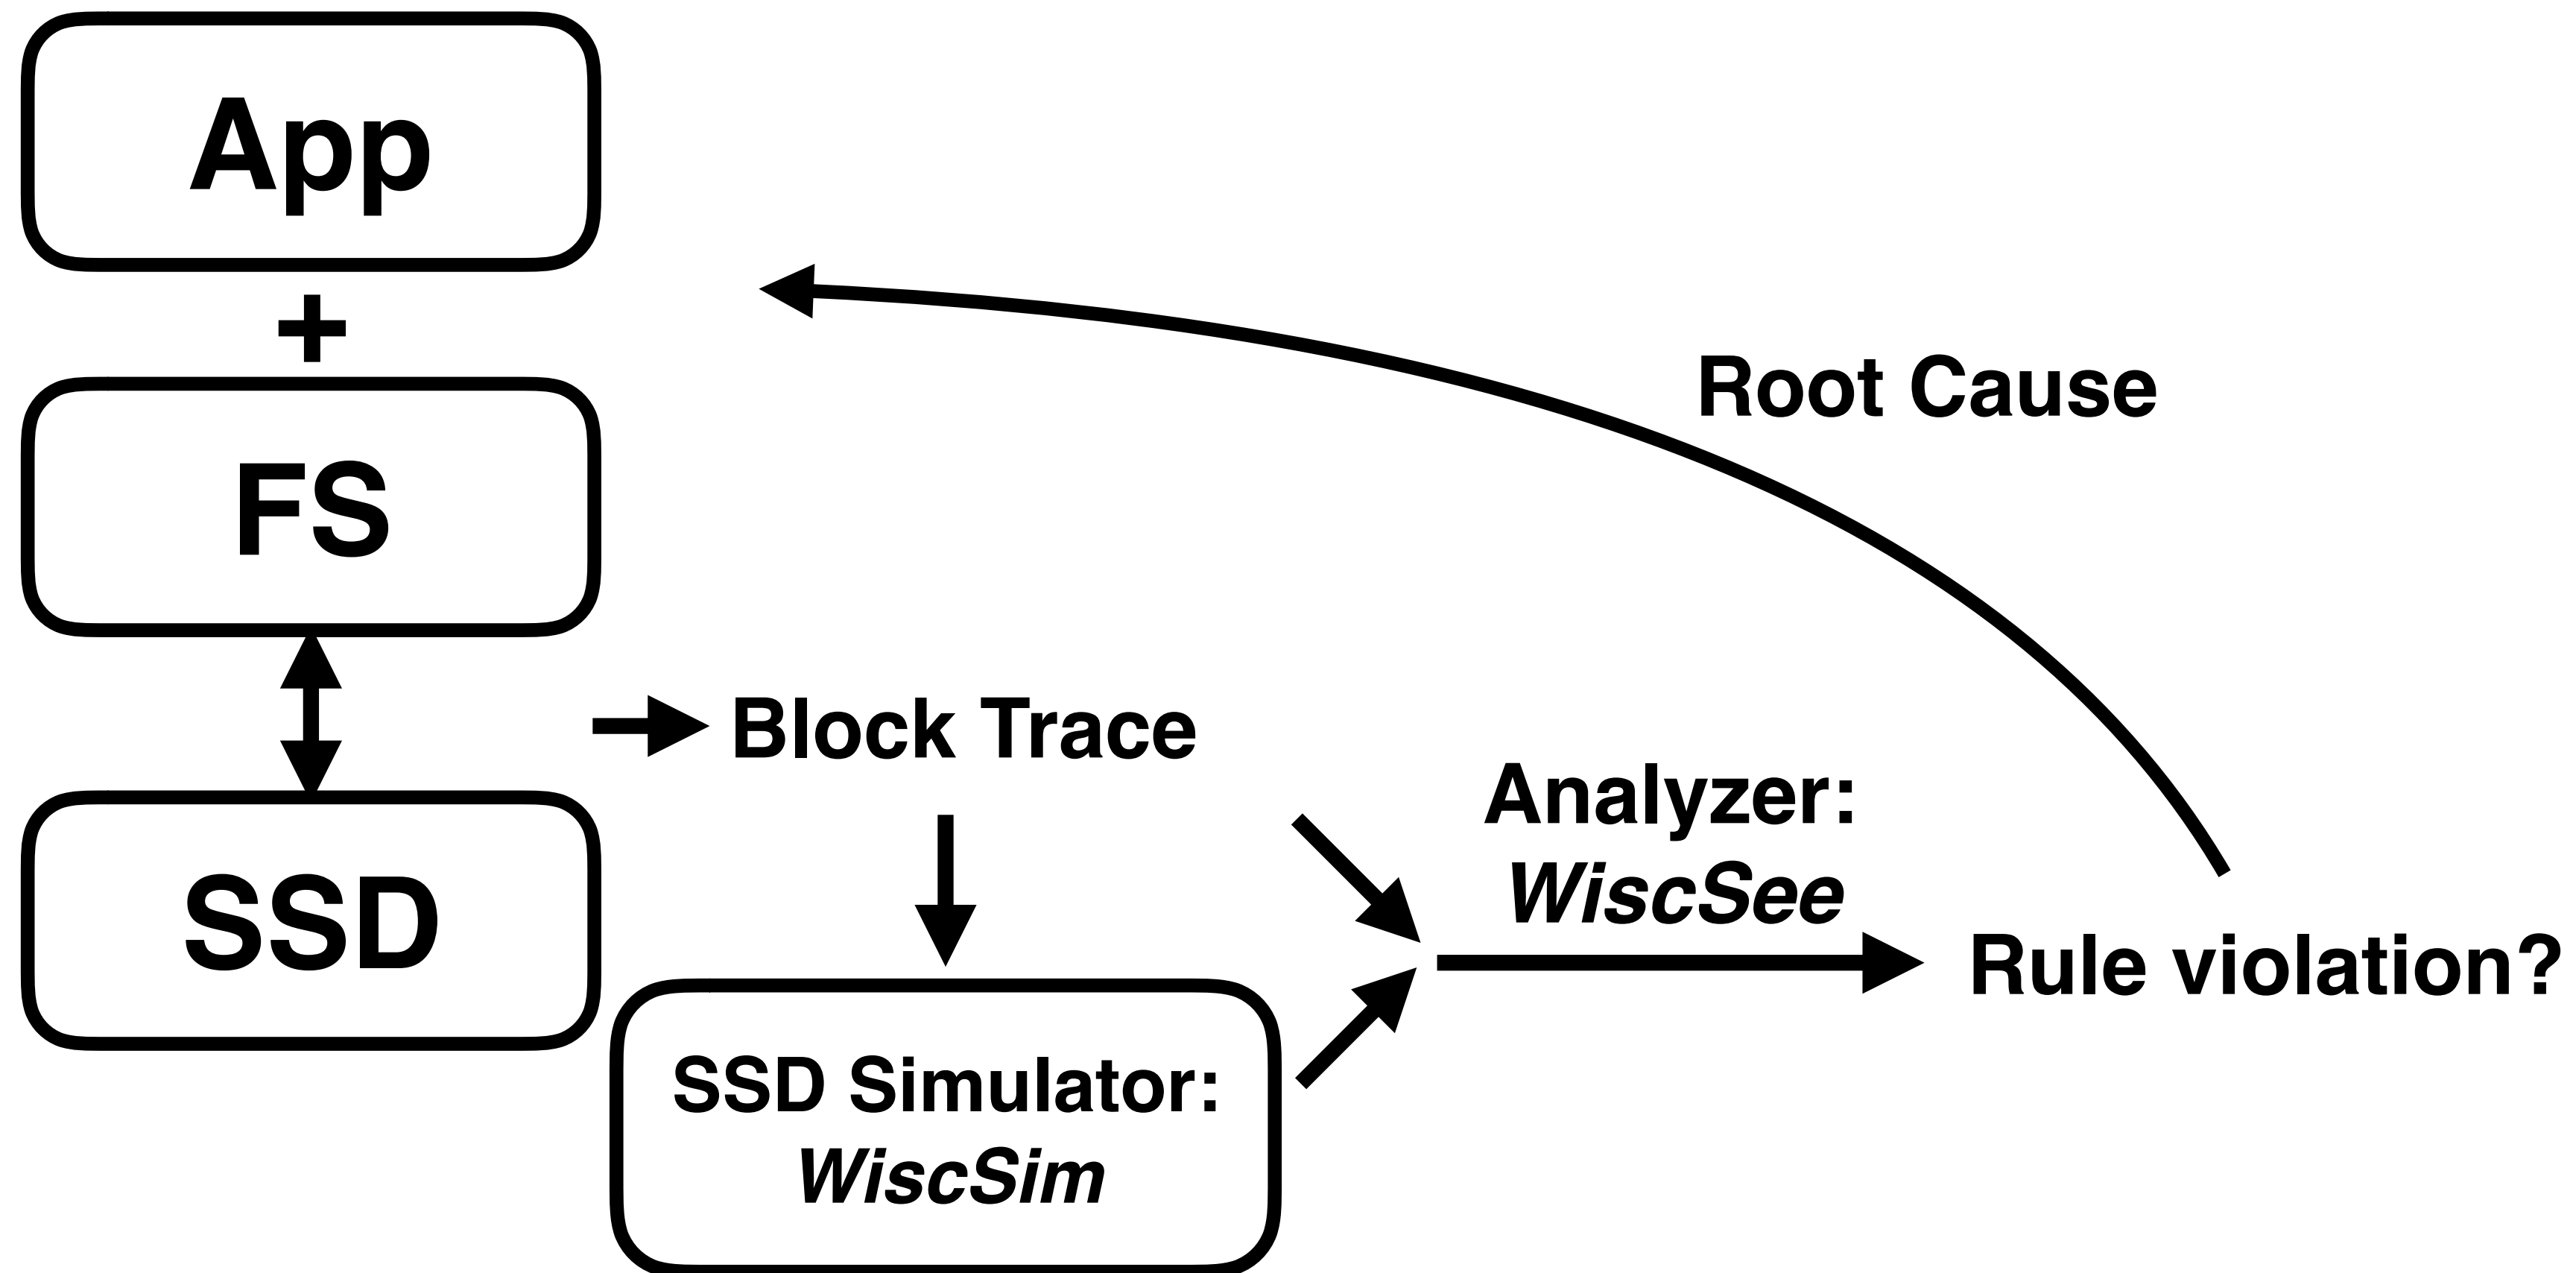 App
+
FS
SSD
Block Trace
SSD Simulator:
WiscSim
Analyzer:
WiscSee
Rule violation?
Root Cause